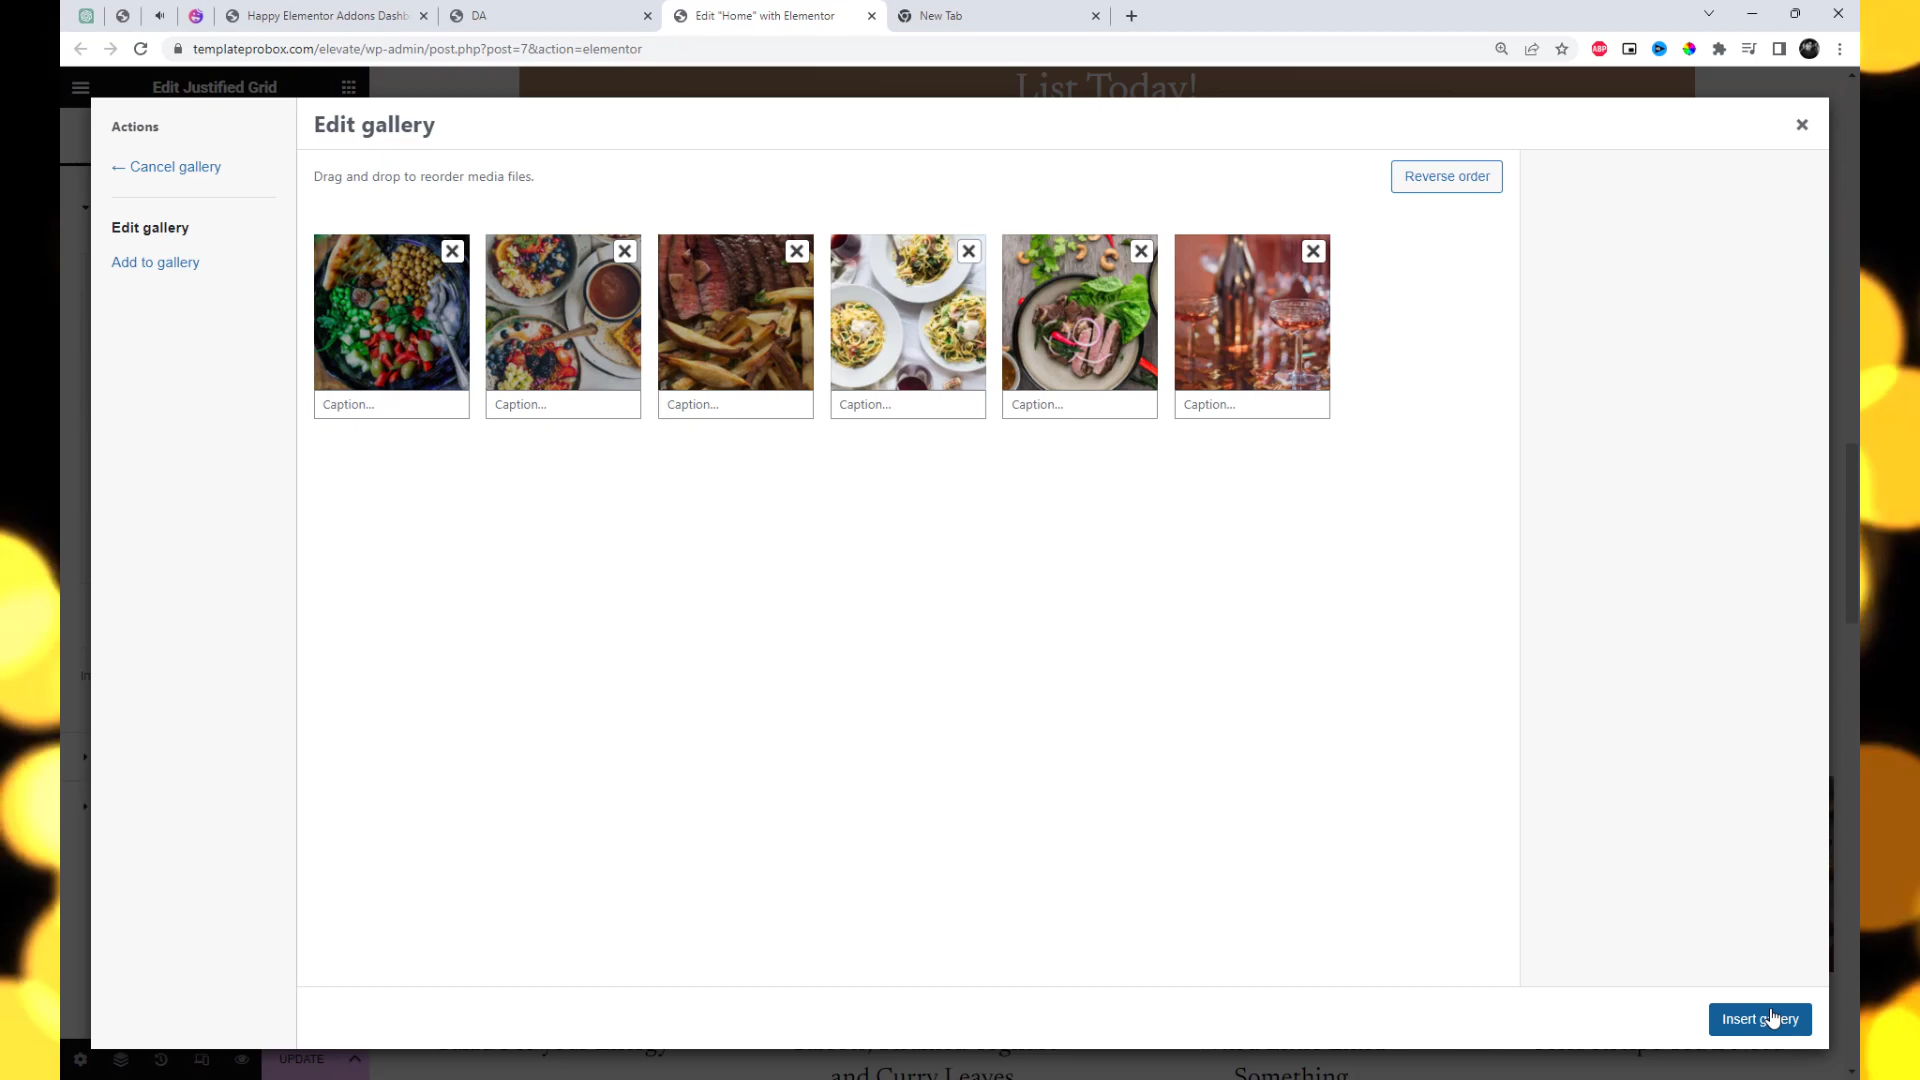 Happy Elementor Addons Dashb
DA
Edit "Home" with Elementor
New Tab
templateprobox.com/elevate/wp-admin/post.php?post=7&action=elementor
ABP
Edit Justified Grid
List Today!
Actions
Edit gallery
← Cancel gallery
Drag and drop to reorder media files.
Reverse order
Edit gallery
Add to gallery
Caption...
Caption...
Caption...
Caption...
Caption...
Caption...
Insert gallery
UPDATE
and Curry Leaves
Something